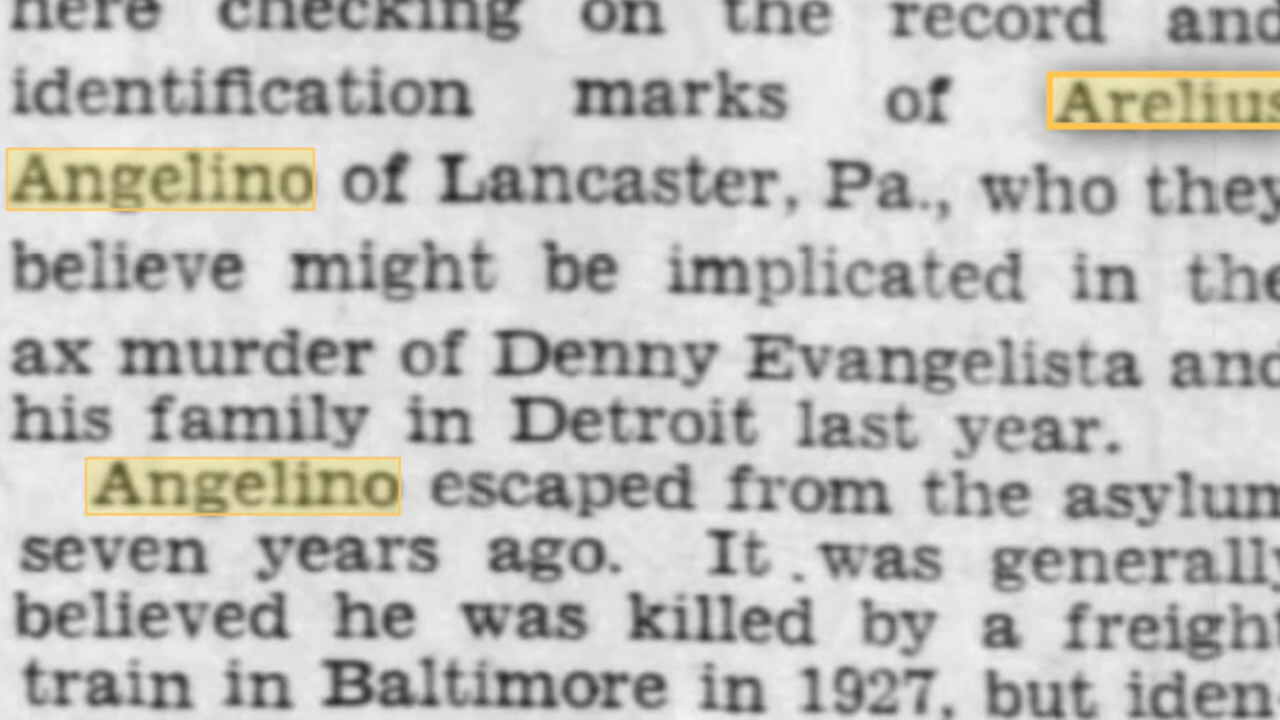 here checking on the record and
identification marks of Arelius
Angelino of Lancaster, Pa., who they
believe might be implicated in the
ax murder of Denny Evangelista and
his family in Detroit last year.
Angelino escaped from the asylum
seven years ago. It was generally
believed he was killed by a freight
train in Baltimore in 1927, but iden-